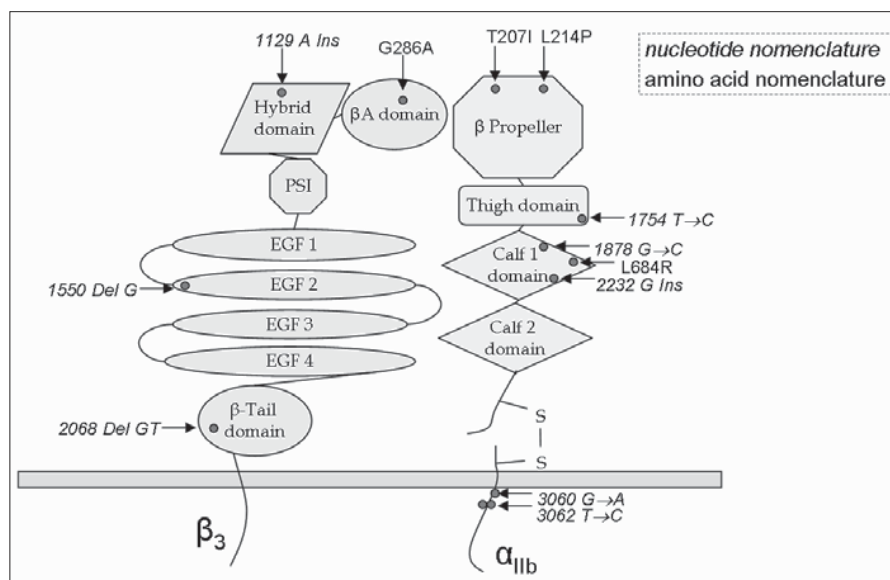 1129 A Ins
G286A
T207I L214P
nucleotide nomenclature
amino acid nomenclature
Hybrid
domain
βA domain
β Propeller
PSI
Thigh domain
1754 T→C
EGF 1
1878 G→C
Calf 1
domain
L684R
2232 G Ins
1550 Del G
EGF 2
EGF 3
Calf 2
domain
EGF 4
β-Tail
domain
2068 Del GT
S
S
3060 G→A
3062 T→C
β3
αIIb